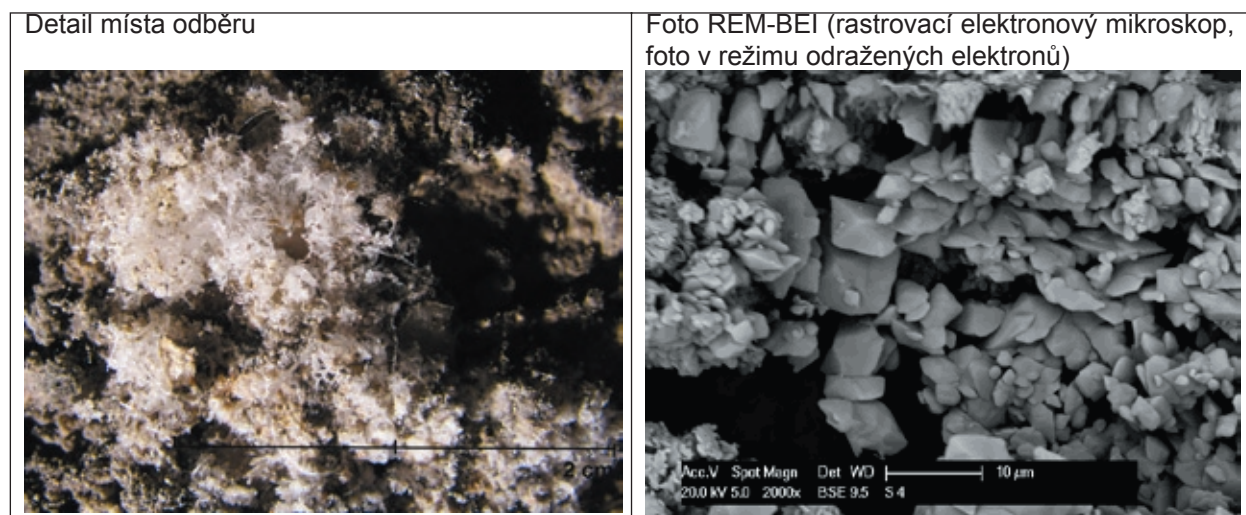 Detail místa odběru
Foto REM-BEI (rastrovací elektronový mikroskop,
foto v režimu odražených elektronů)
2 cm
Acc.V Spot Magn Det WD 10 µm
20.0 kV 5.0 2000x BSE 9.5 S 4